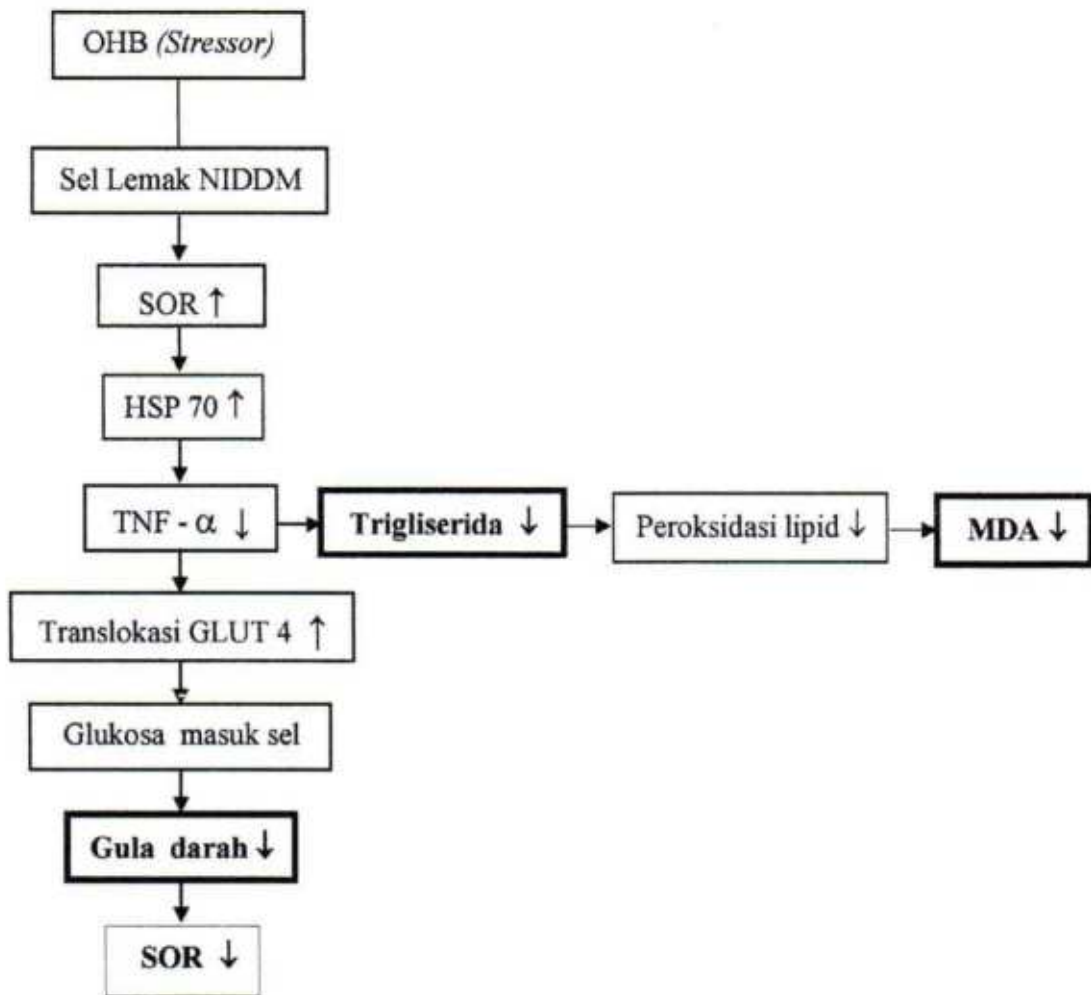 OHB (Stressor)
Sel Lemak NIDDM
SOR ↑
HSP 70 ↑
TNF - α ↓
Trigliserida ↓
Peroksidasi lipid ↓
MDA ↓
Translokasi GLUT 4 ↑
Glukosa masuk sel
Gula darah ↓
SOR ↓